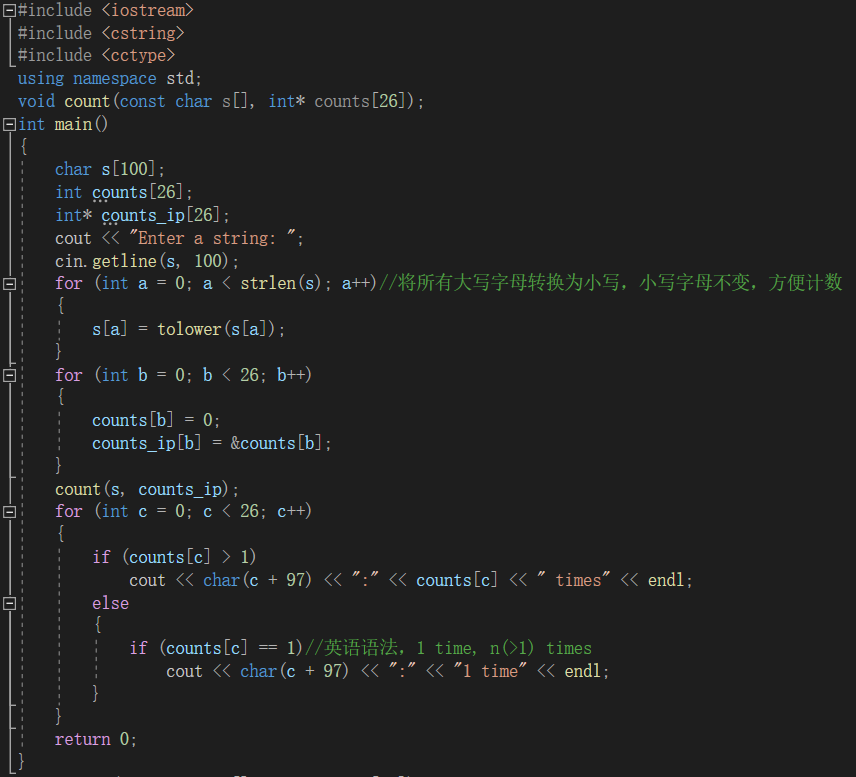 #include <iostream>
#include <cstring>
#include <cctype>
using namespace std;
void count(const char s[], int* counts[26]);
int main()
{
    char s[100];
    int counts[26];
    int* counts_ip[26];
    cout << "Enter a string: ";
    cin.getline(s, 100);
    for (int a = 0; a < strlen(s); a++)//将所有大写字母转换为小写，小写字母不变，方便计数
    {
        s[a] = tolower(s[a]);
    }
    for (int b = 0; b < 26; b++)
    {
        counts[b] = 0;
        counts_ip[b] = &counts[b];
    }
    count(s, counts_ip);
    for (int c = 0; c < 26; c++)
    {
        if (counts[c] > 1)
            cout << char(c + 97) << ":" << counts[c] << " times" << endl;
        else
        {
            if (counts[c] == 1)//英语语法，1 time, n(>1) times
                cout << char(c + 97) << ":" << "1 time" << endl;
        }
    }
    return 0;
}